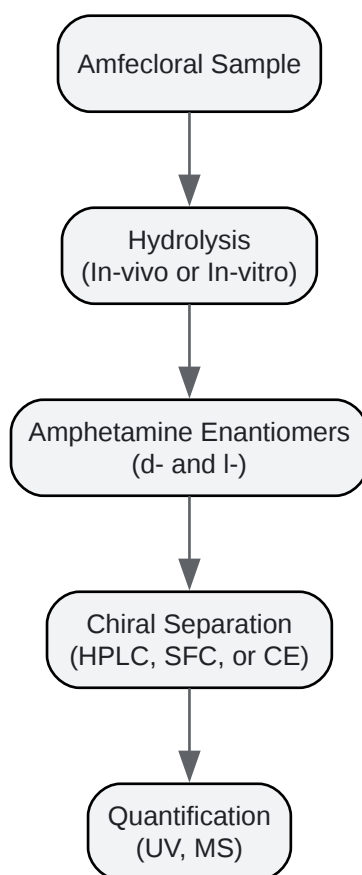 Amfecloral Sample
Hydrolysis
(In-vivo or In-vitro)
Amphetamine Enantiomers
(d- and l-)
Chiral Separation
(HPLC, SFC, or CE)
Quantification
(UV, MS)